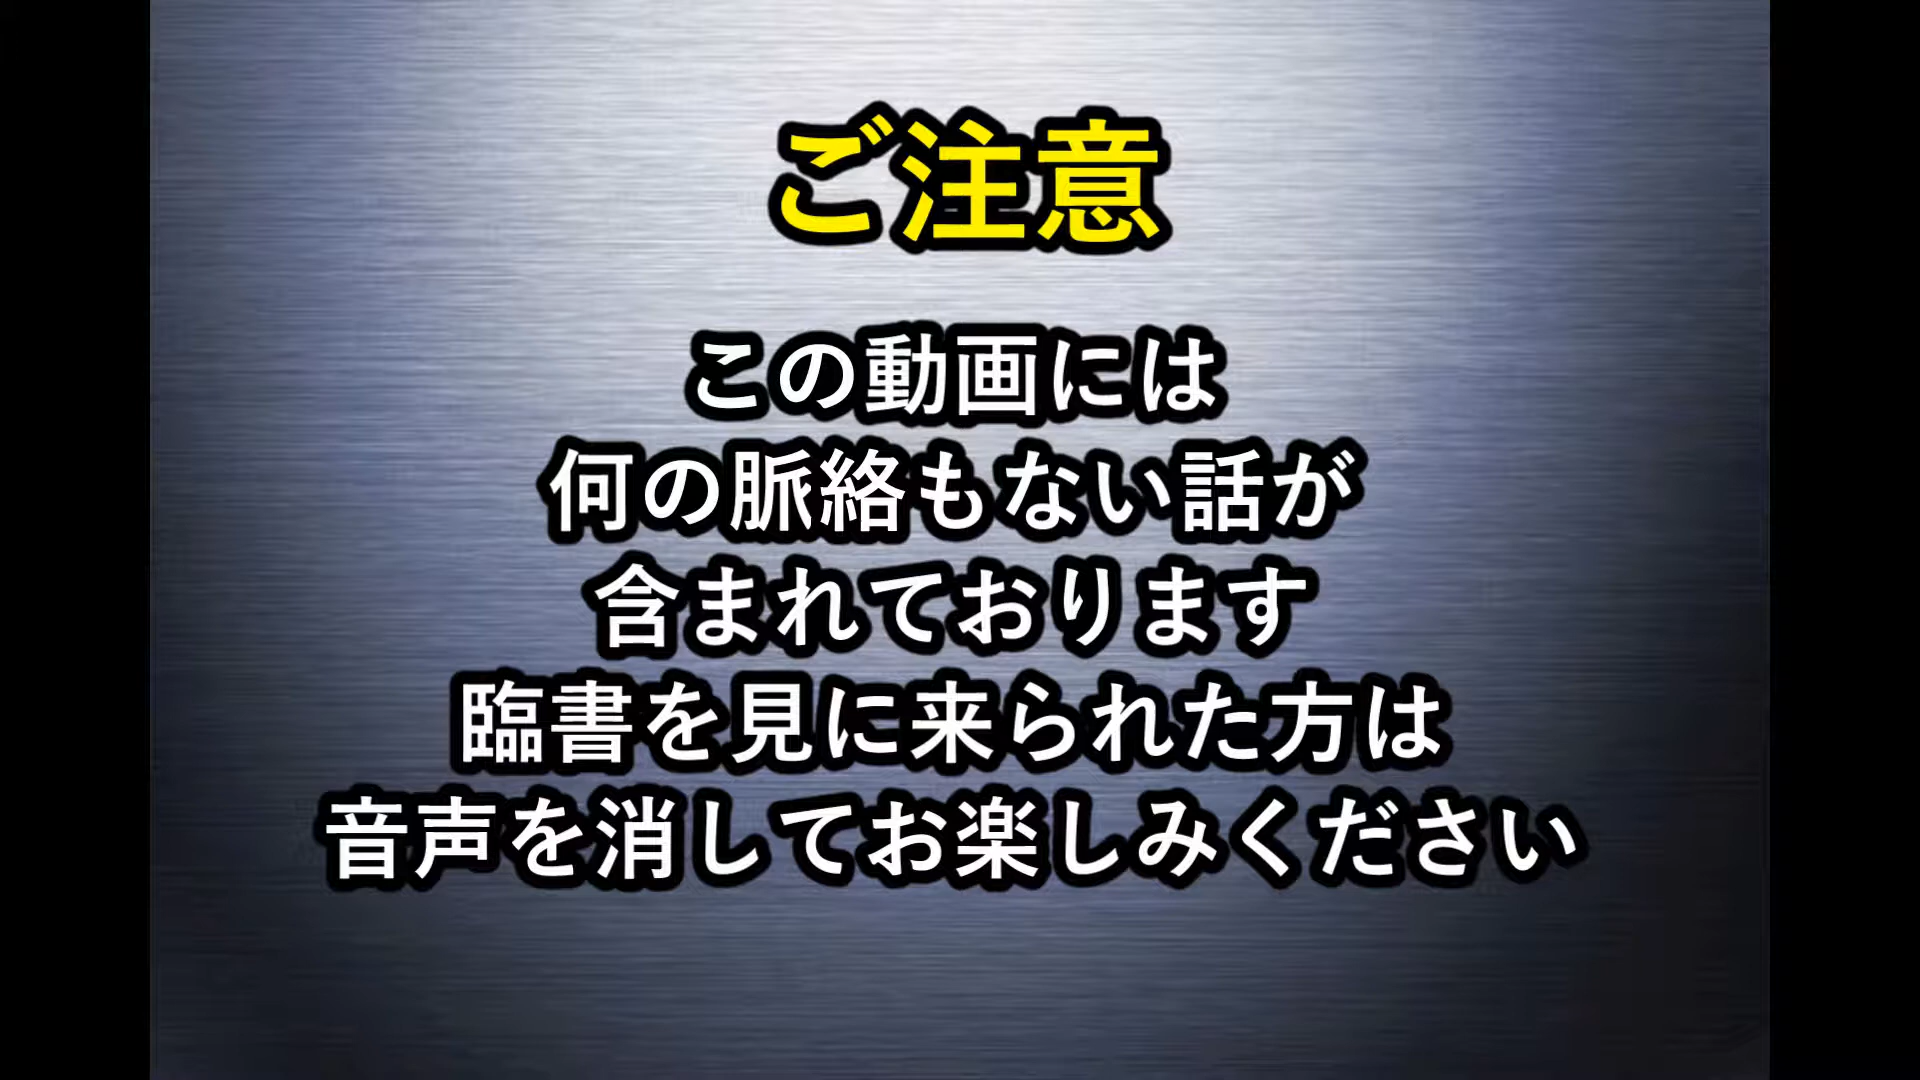 ご注意
この動画には
何の脈絡もない話が
含まれております
臨書を見に来られた方は
音声を消してお楽しみください